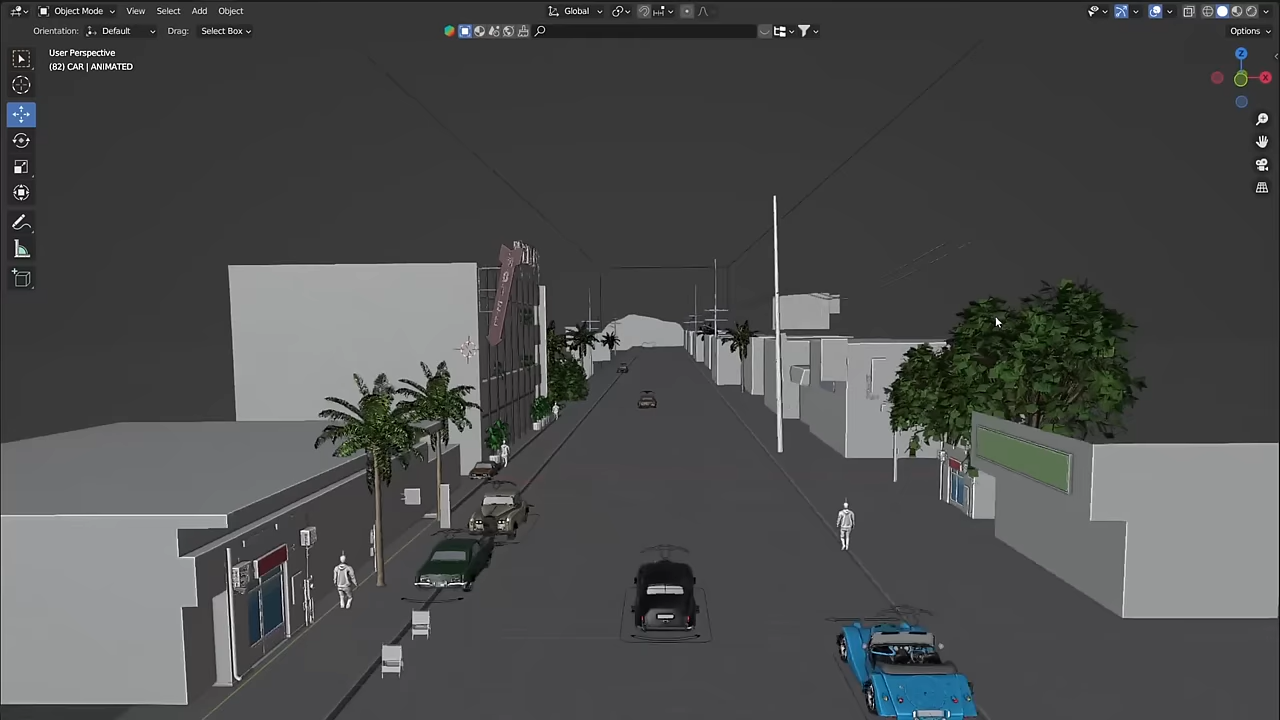 Object Mode View Select Add Object Global
Orientation: Default Drag: Select Box Options
User Perspective
(82) CAR | ANIMATED
Z
X